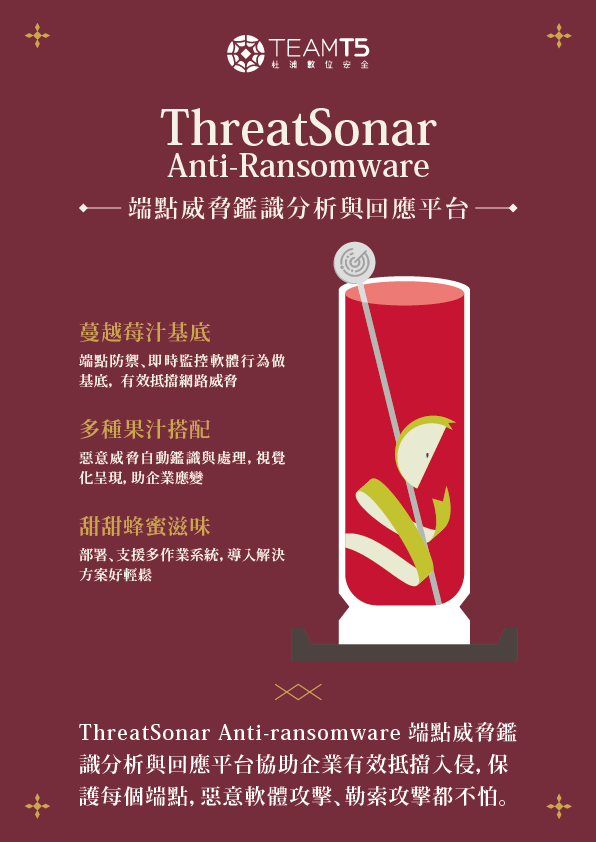 TEAMT5
杜浦數位安全
ThreatSonar
Anti-Ransomware
端點威脅鑑識分析與回應平台
蔓越莓汁基底
端點防禦、即時監控軟體行為做
基底，有效抵擋網路威脅
多種果汁搭配
惡意威脅自動鑑識與處理，視覺
化呈現，助企業應變
甜甜蜂蜜滋味
部署、支援多作業系統，導入解決
方案好輕鬆
ThreatSonar Anti-ransomware 端點威脅鑑
識分析與回應平台協助企業有效抵擋入侵，保
護每個端點，惡意軟體攻擊、勒索攻擊都不怕。